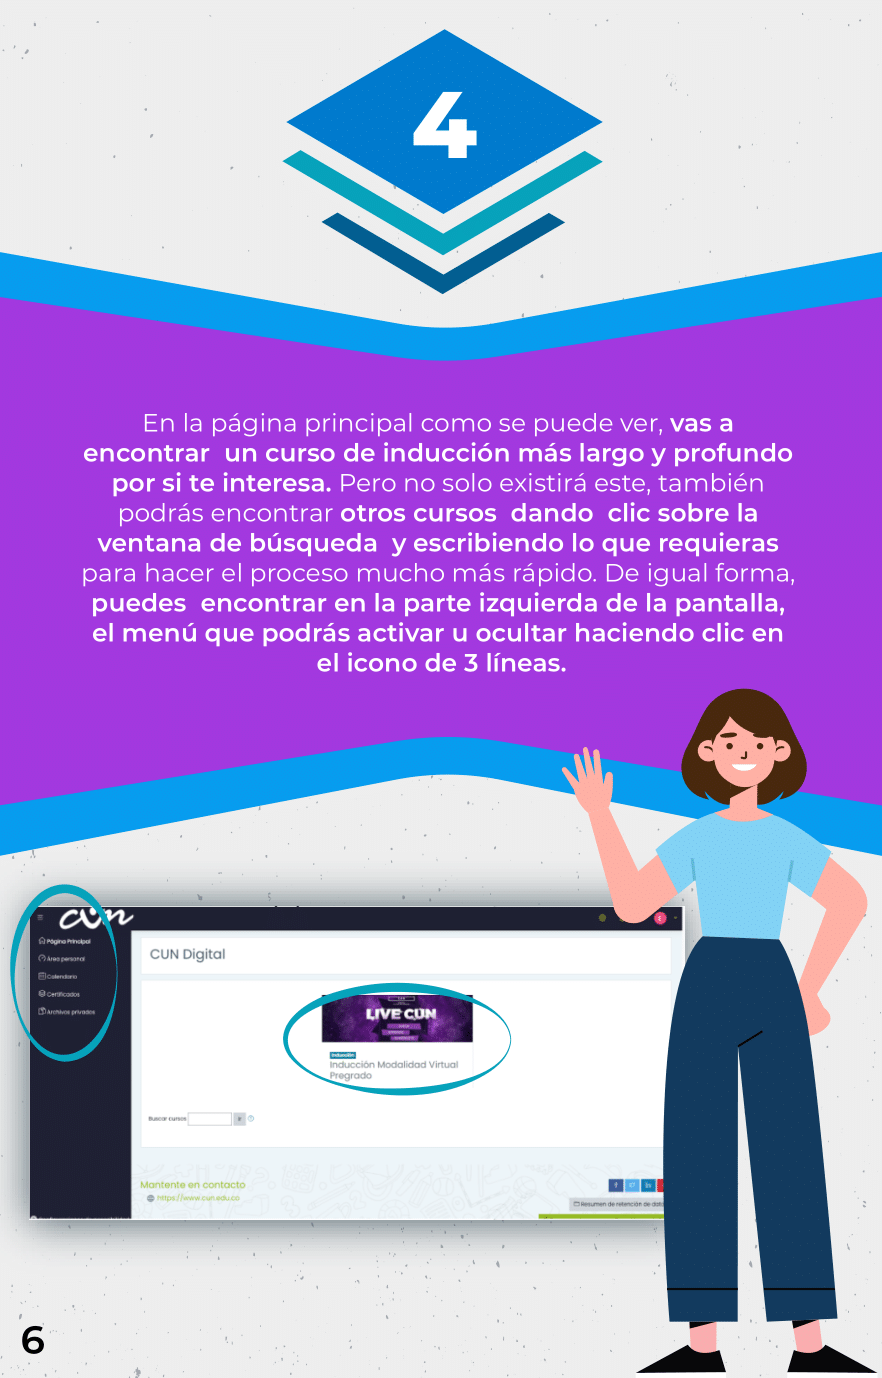 4
En la página principal como se puede ver, vas a
encontrar un curso de inducción más largo y profundo
por si te interesa. Pero no solo existirá este, también
podrás encontrar otros cursos dando clic sobre la
ventana de búsqueda y escribiendo lo que requieras
para hacer el proceso mucho más rápido. De igual forma,
puedes encontrar en la parte izquierda de la pantalla,
el menú que podrás activar u ocultar haciendo clic en
el icono de 3 líneas.
cun
Página Principal
Área personal
Calendario
Certificados
Archivos privados
CUN Digital
LIVE CUN
Inducción
Inducción Modalidad Virtual
Pregrado
Buscar cursos
Ir
Mantente en contacto
https://www.cun.edu.co
Resumen de retención de
6